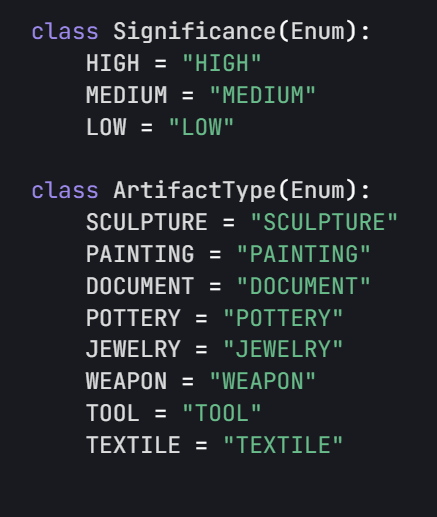 class Significance(Enum):
    HIGH = "HIGH"
    MEDIUM = "MEDIUM"
    LOW = "LOW"

class ArtifactType(Enum):
    SCULPTURE = "SCULPTURE"
    PAINTING = "PAINTING"
    DOCUMENT = "DOCUMENT"
    POTTERY = "POTTERY"
    JEWELRY = "JEWELRY"
    WEAPON = "WEAPON"
    TOOL = "TOOL"
    TEXTILE = "TEXTILE"